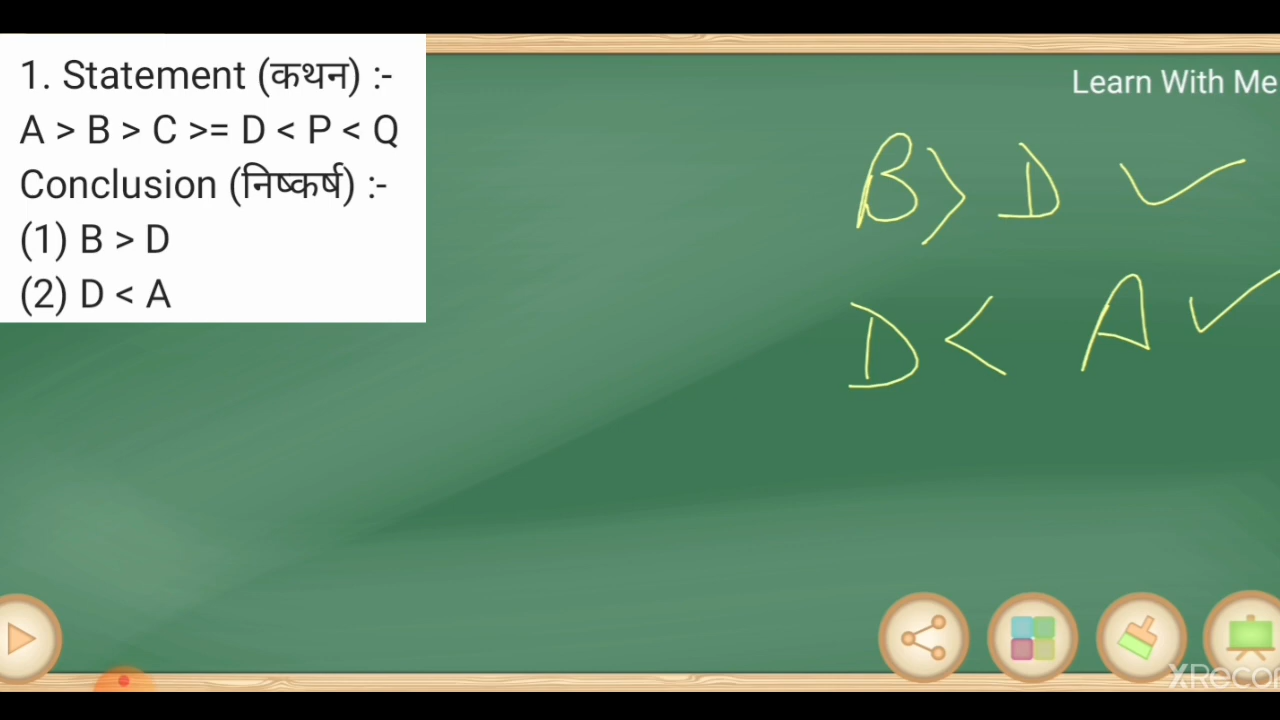 1. Statement (कथन) :-
A > B > C >= D < P < Q
Conclusion (निष्कर्ष) :-
(1) B > D
(2) D < A
Learn With Me
B > D ✓
D < A ✓
XRecor